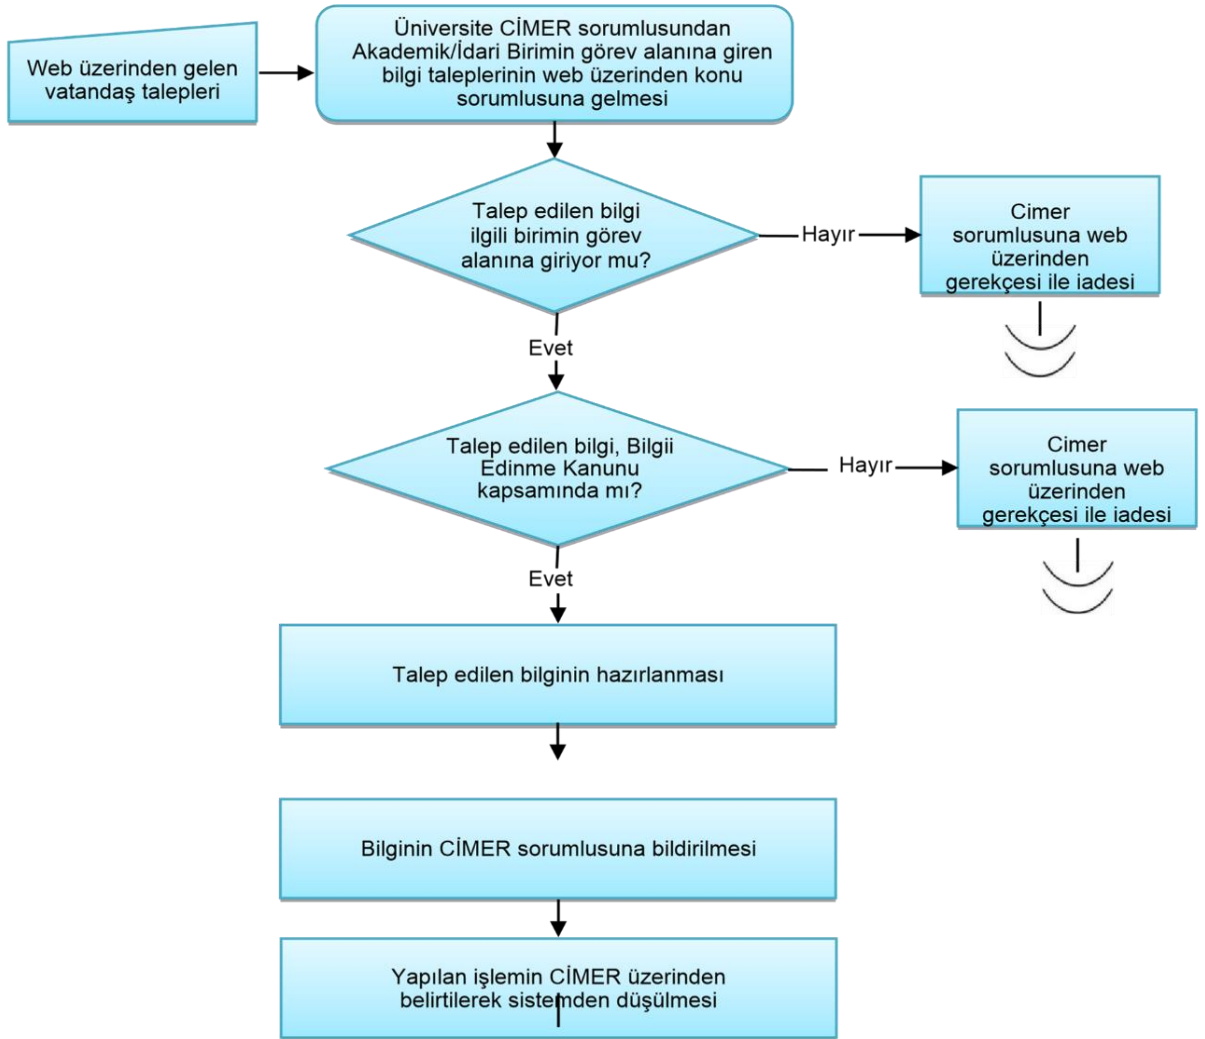 Web üzerinden gelen
vatandaş talepleri
Üniversite CİMER sorumlusundan
Akademik/İdari Birimin görev alanına giren
bilgi taleplerinin web üzerinden konu
sorumlusuna gelmesi
Talep edilen bilgi
ilgili birimin görev
alanına giriyor mu?
Hayır
Cimer
sorumlusuna web
üzerinden
gerekçesi ile iadesi
Evet
Talep edilen bilgi, Bilgii
Edinme Kanunu
kapsamında mı?
Hayır
Cimer
sorumlusuna web
üzerinden
gerekçesi ile iadesi
Evet
Talep edilen bilginin hazırlanması
Bilginin CİMER sorumlusuna bildirilmesi
Yapılan işlemin CİMER üzerinden
belirtilerek sistemden düşülmesi